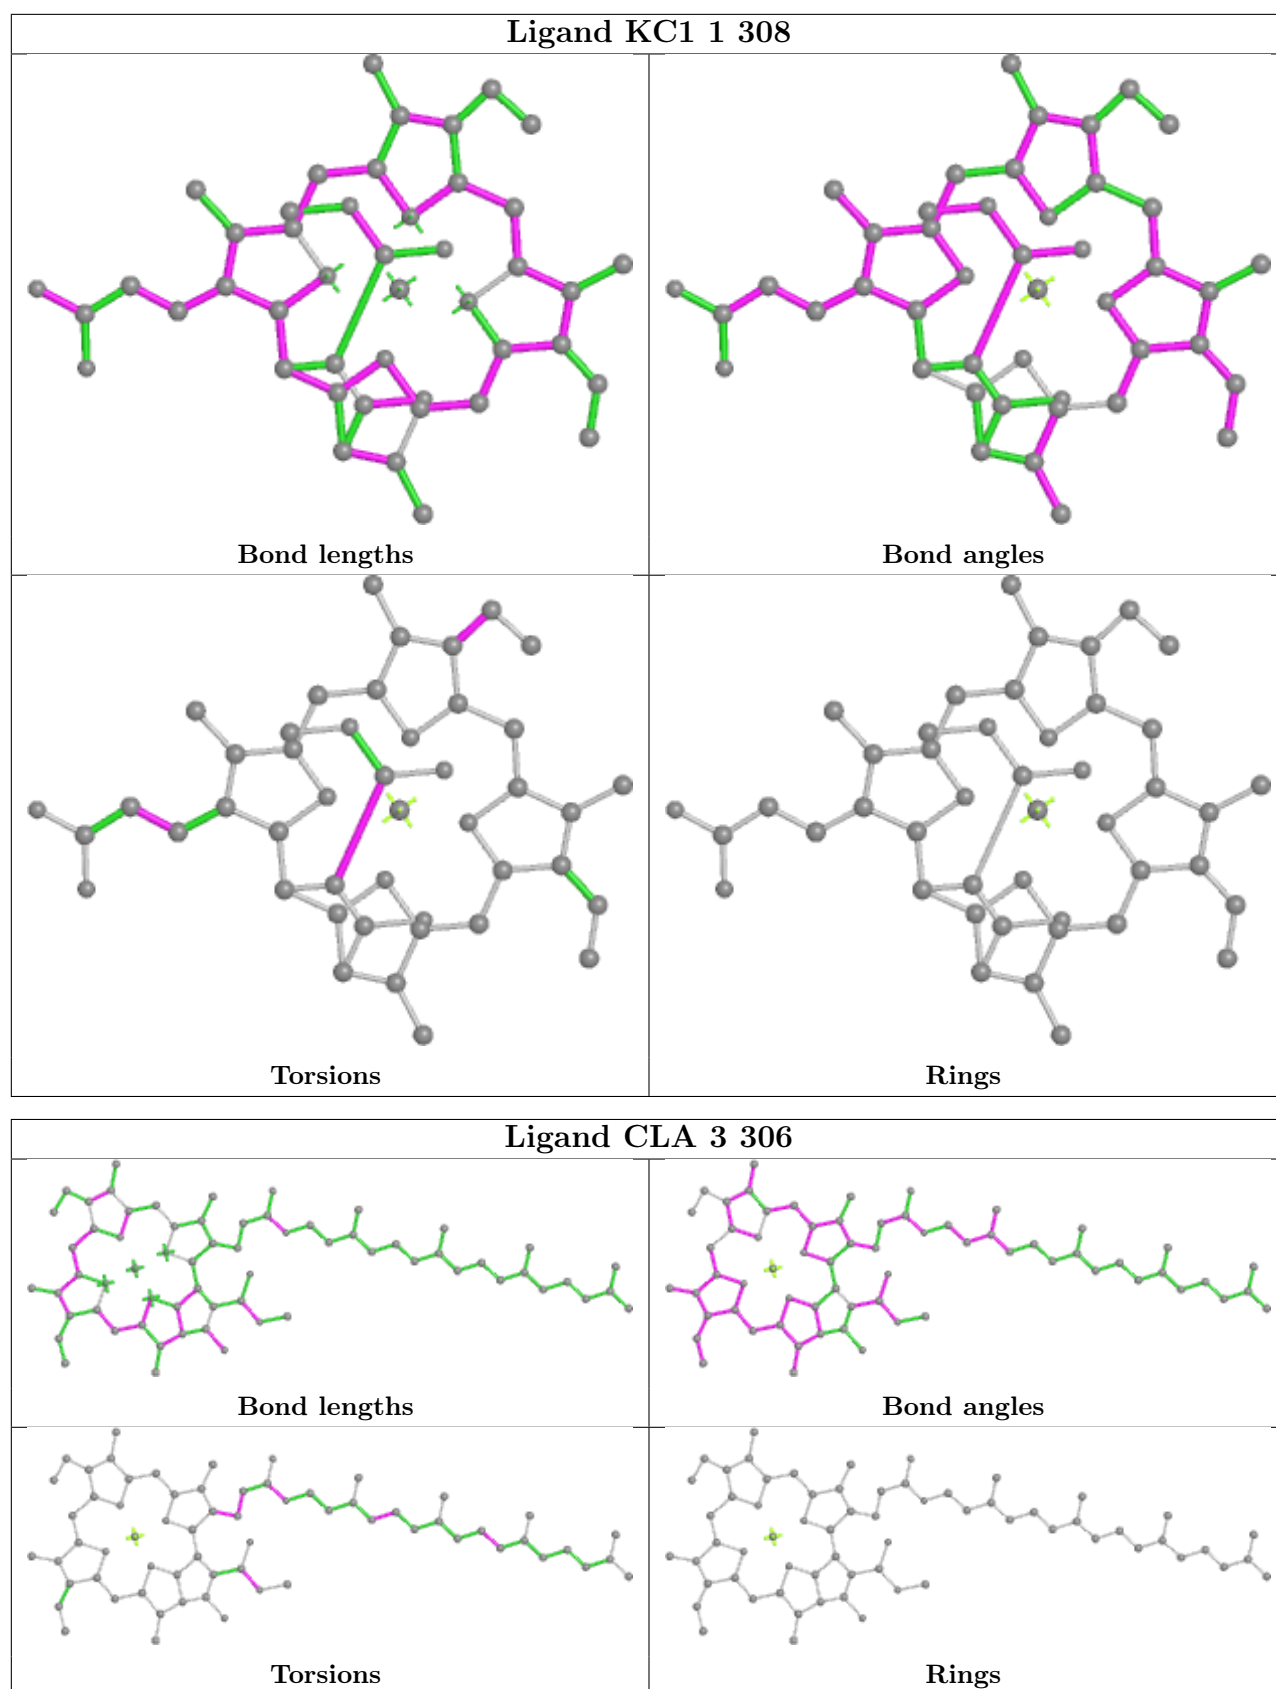 Ligand KC1 1 308
Bond lengths
Bond angles
Torsions
Rings
Ligand CLA 3 306
Bond lengths
Bond angles
Torsions
Rings